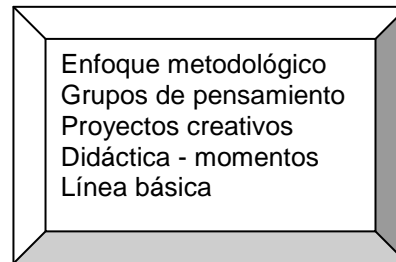 Enfoque metodológico
Grupos de pensamiento
Proyectos creativos
Didáctica - momentos
Línea básica